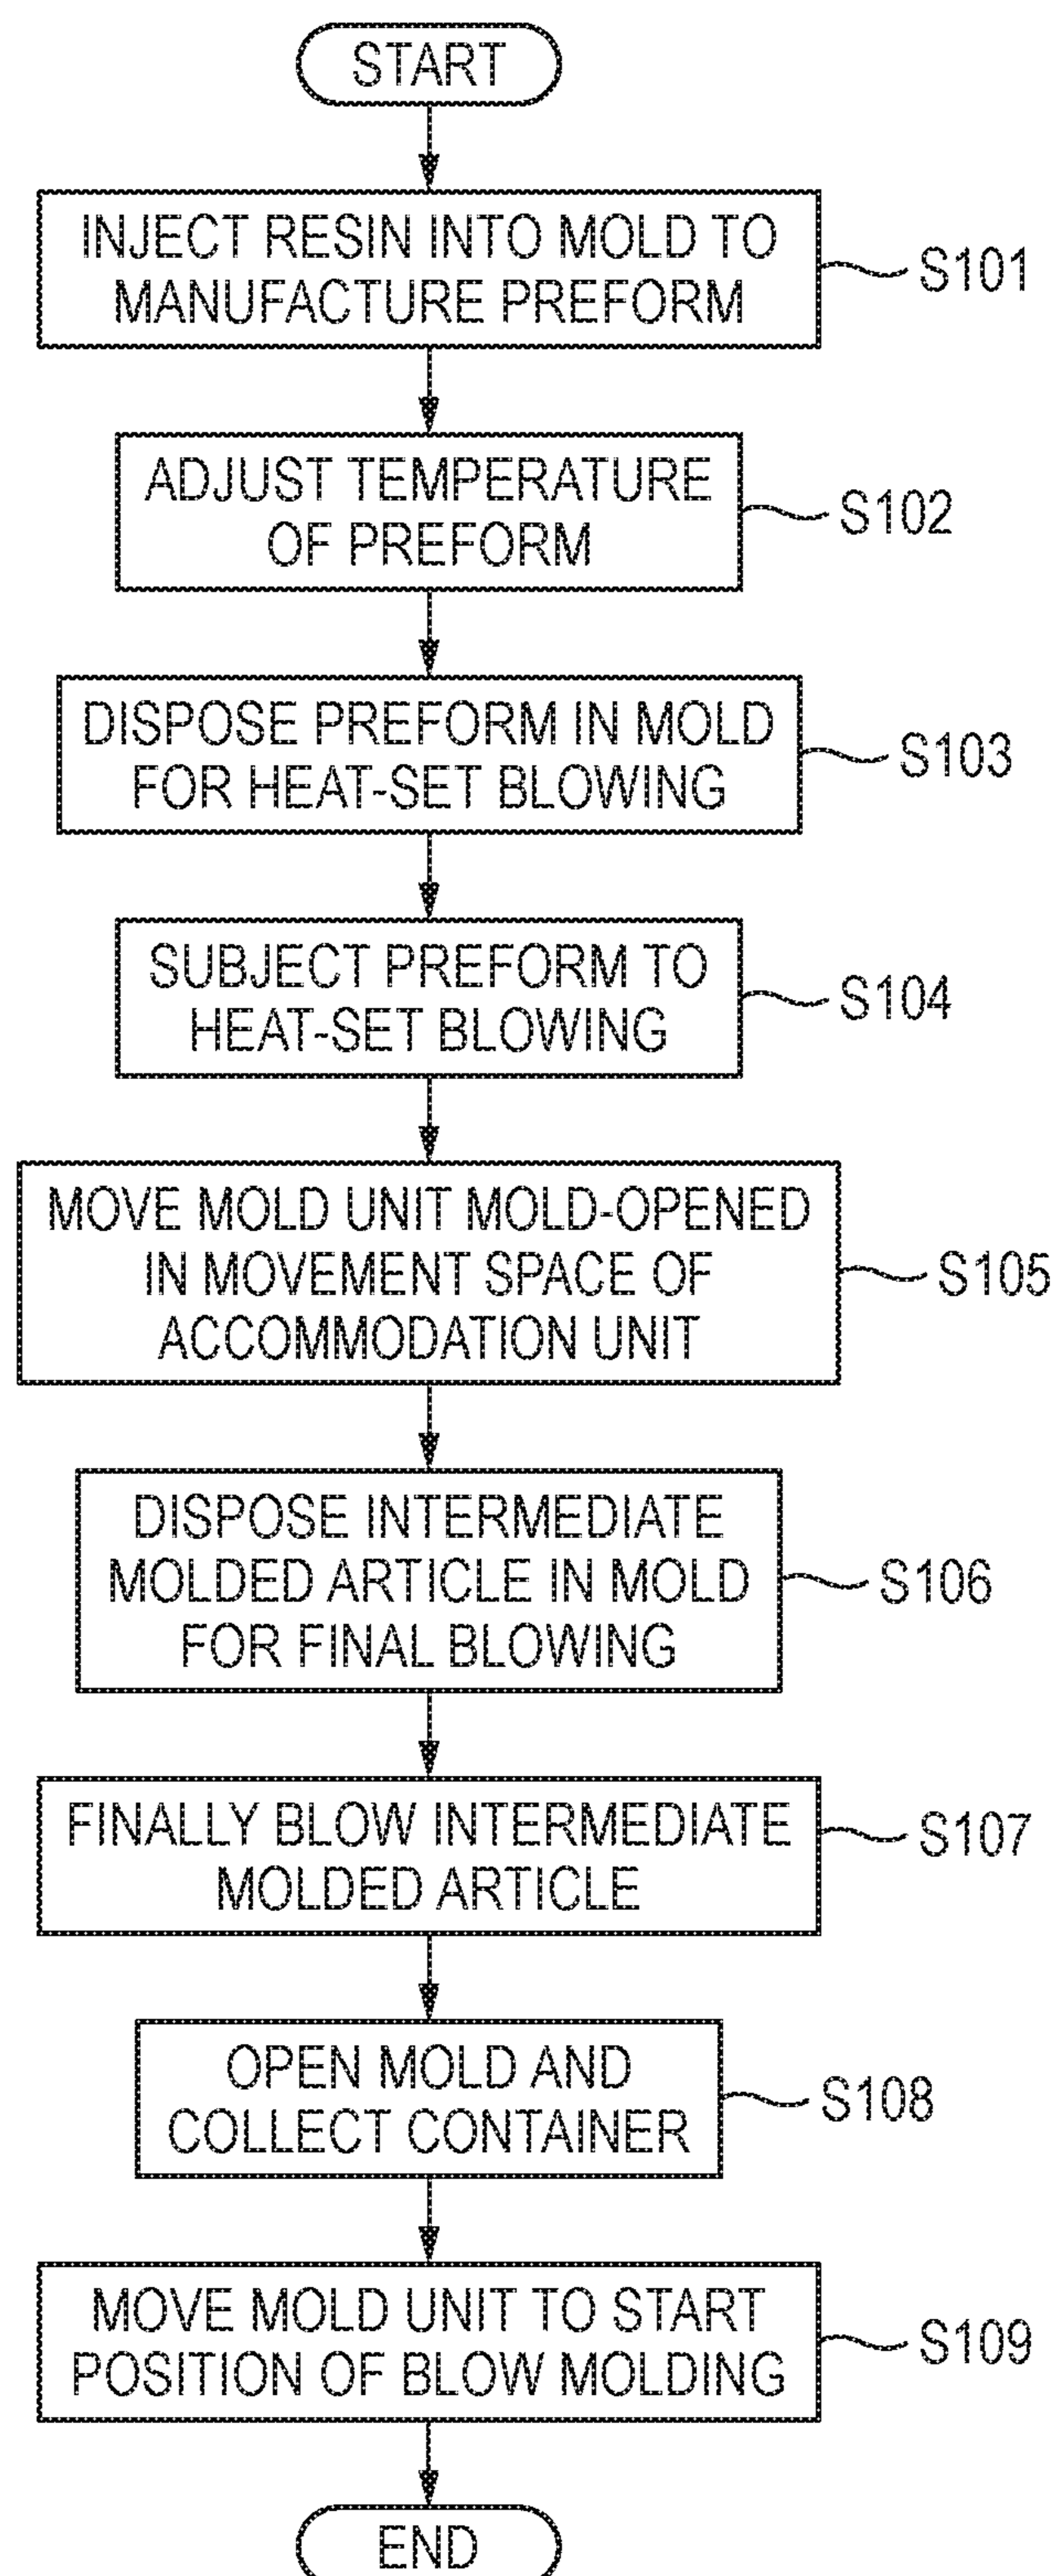 START
INJECT RESIN INTO MOLD TO
MANUFACTURE PREFORM
S101
ADJUST TEMPERATURE
OF PREFORM
S102
DISPOSE PREFORM IN MOLD
FOR HEAT-SET BLOWING
S103
SUBJECT PREFORM TO
HEAT-SET BLOWING
S104
MOVE MOLD UNIT MOLD-OPENED
IN MOVEMENT SPACE OF
ACCOMMODATION UNIT
S105
DISPOSE INTERMEDIATE
MOLDED ARTICLE IN MOLD
FOR FINAL BLOWING
S106
FINALLY BLOW INTERMEDIATE
MOLDED ARTICLE
S107
OPEN MOLD AND
COLLECT CONTAINER
S108
MOVE MOLD UNIT TO START
POSITION OF BLOW MOLDING
S109
END